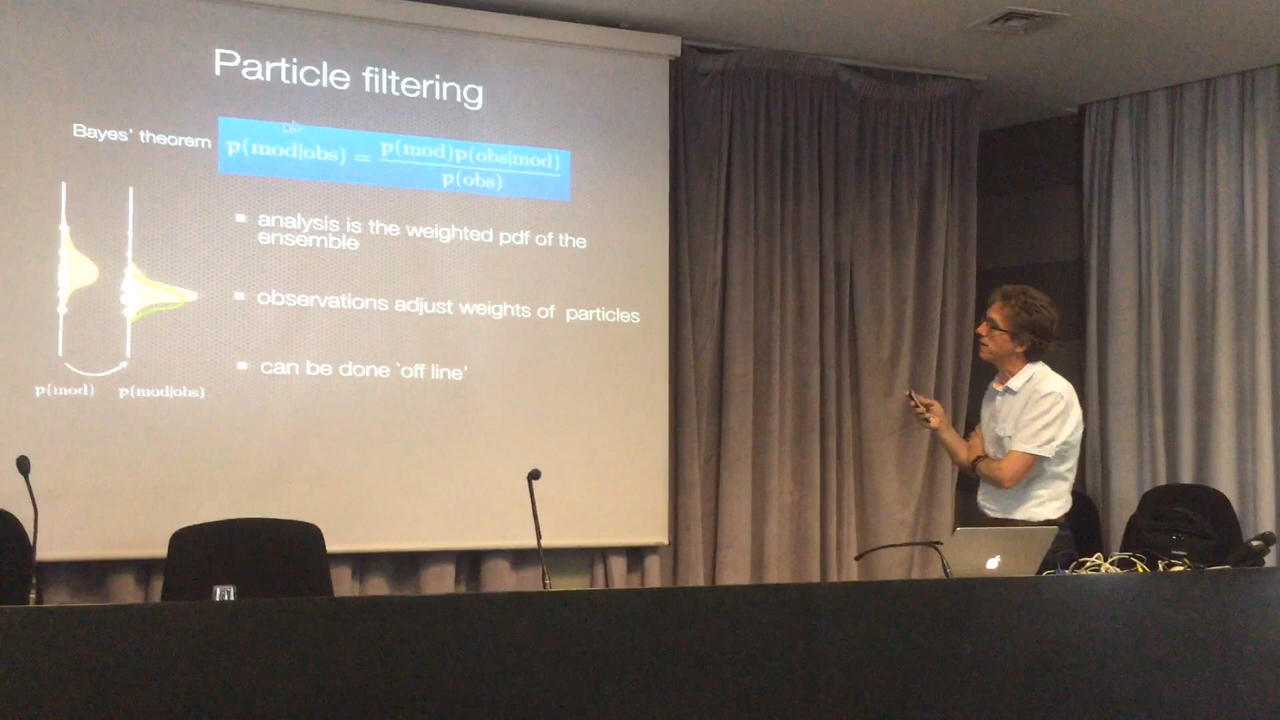 Particle filtering
Bayes' theorem
p(mod|obs) = p(mod)p(obs|mod) / p(obs)
▪ analysis is the weighted pdf of the
ensemble
▪ observations adjust weights of particles
▪ can be done `off line'
p(mod) p(mod|obs)